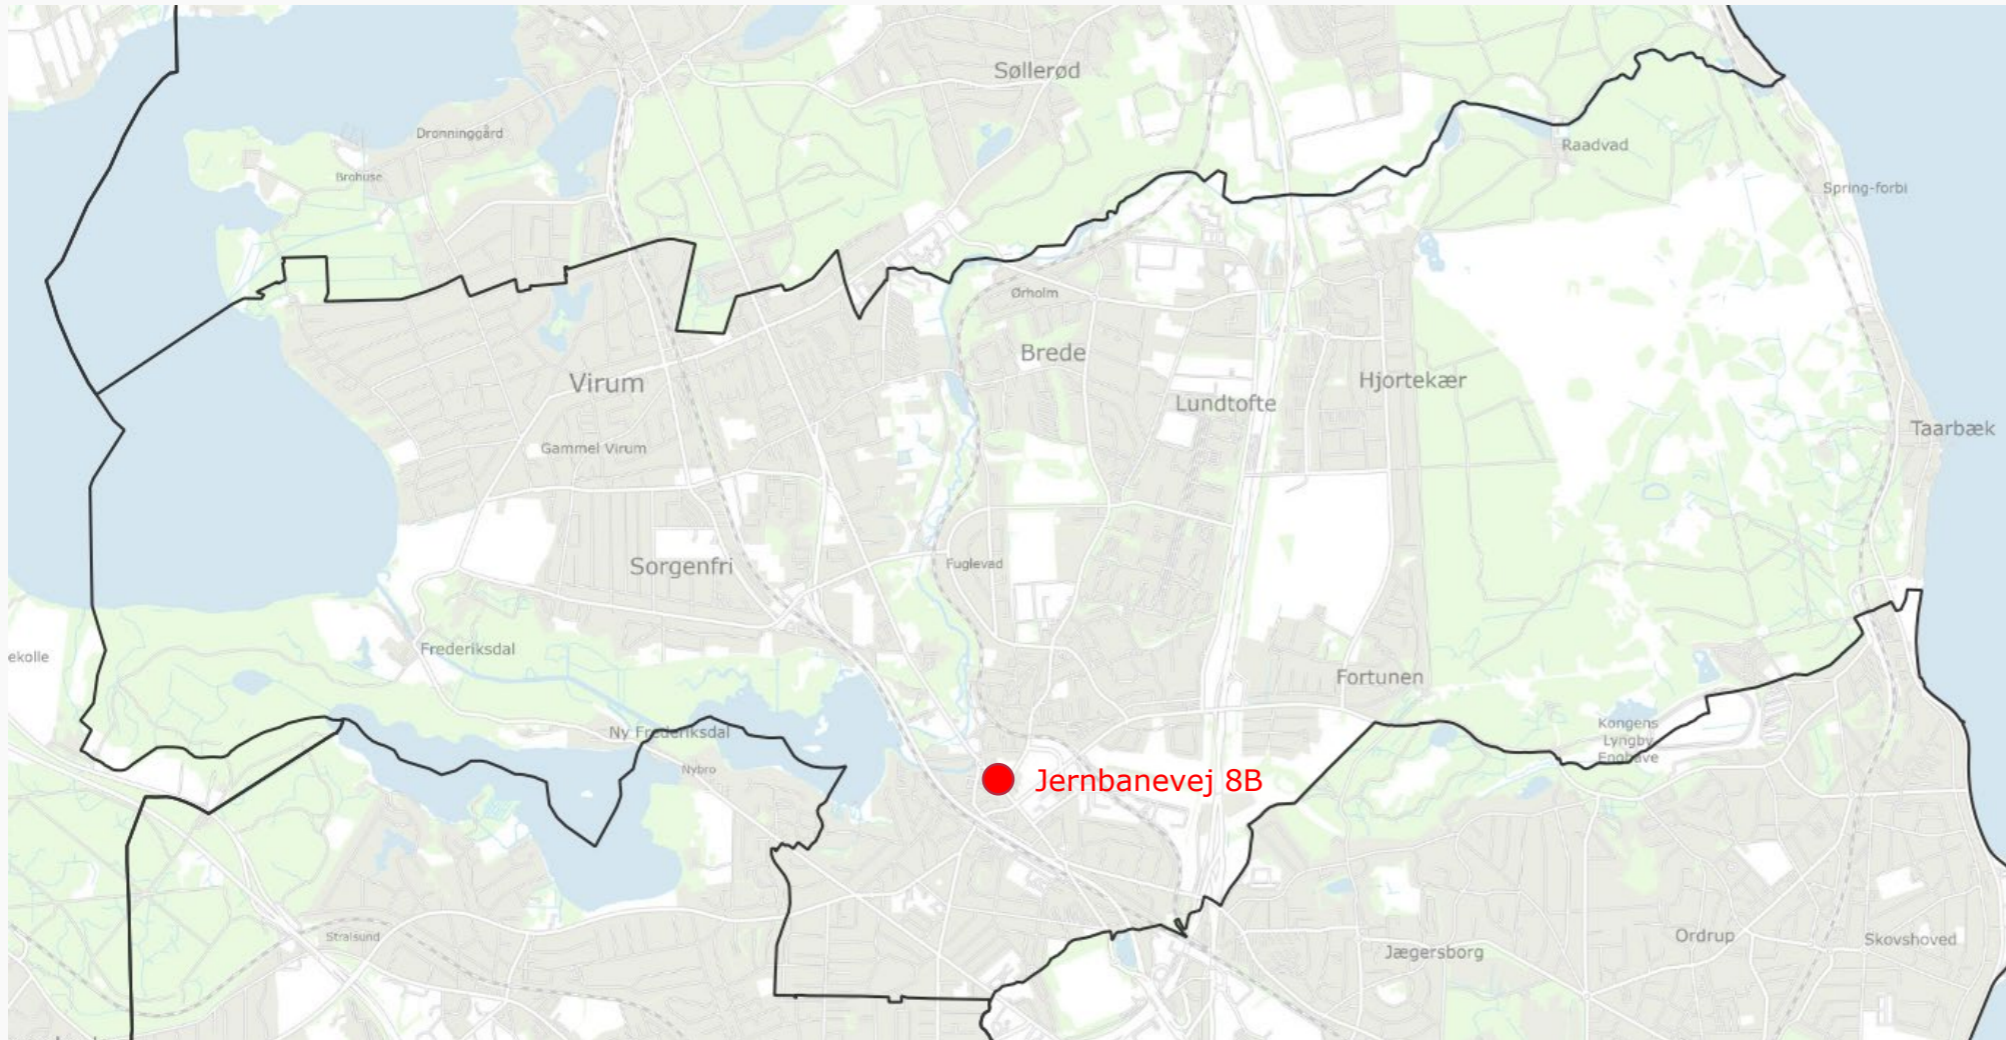 Søllerød
Dronninggård
Raadvad
Brohuse
Spring-forbi
Ørholm
Brede
Virum
Hjortekær
Lundtofte
Taarbæk
Gammel Virum
Sorgenfri
Fuglevad
Frederiksdal
ekolle
Fortunen
Ny Frederiksdal
Kongens
Lyngby
Enghave
Nybro
Jernbanevej 8B
Stralsund
Ordrup
Skovshoved
Jægersborg